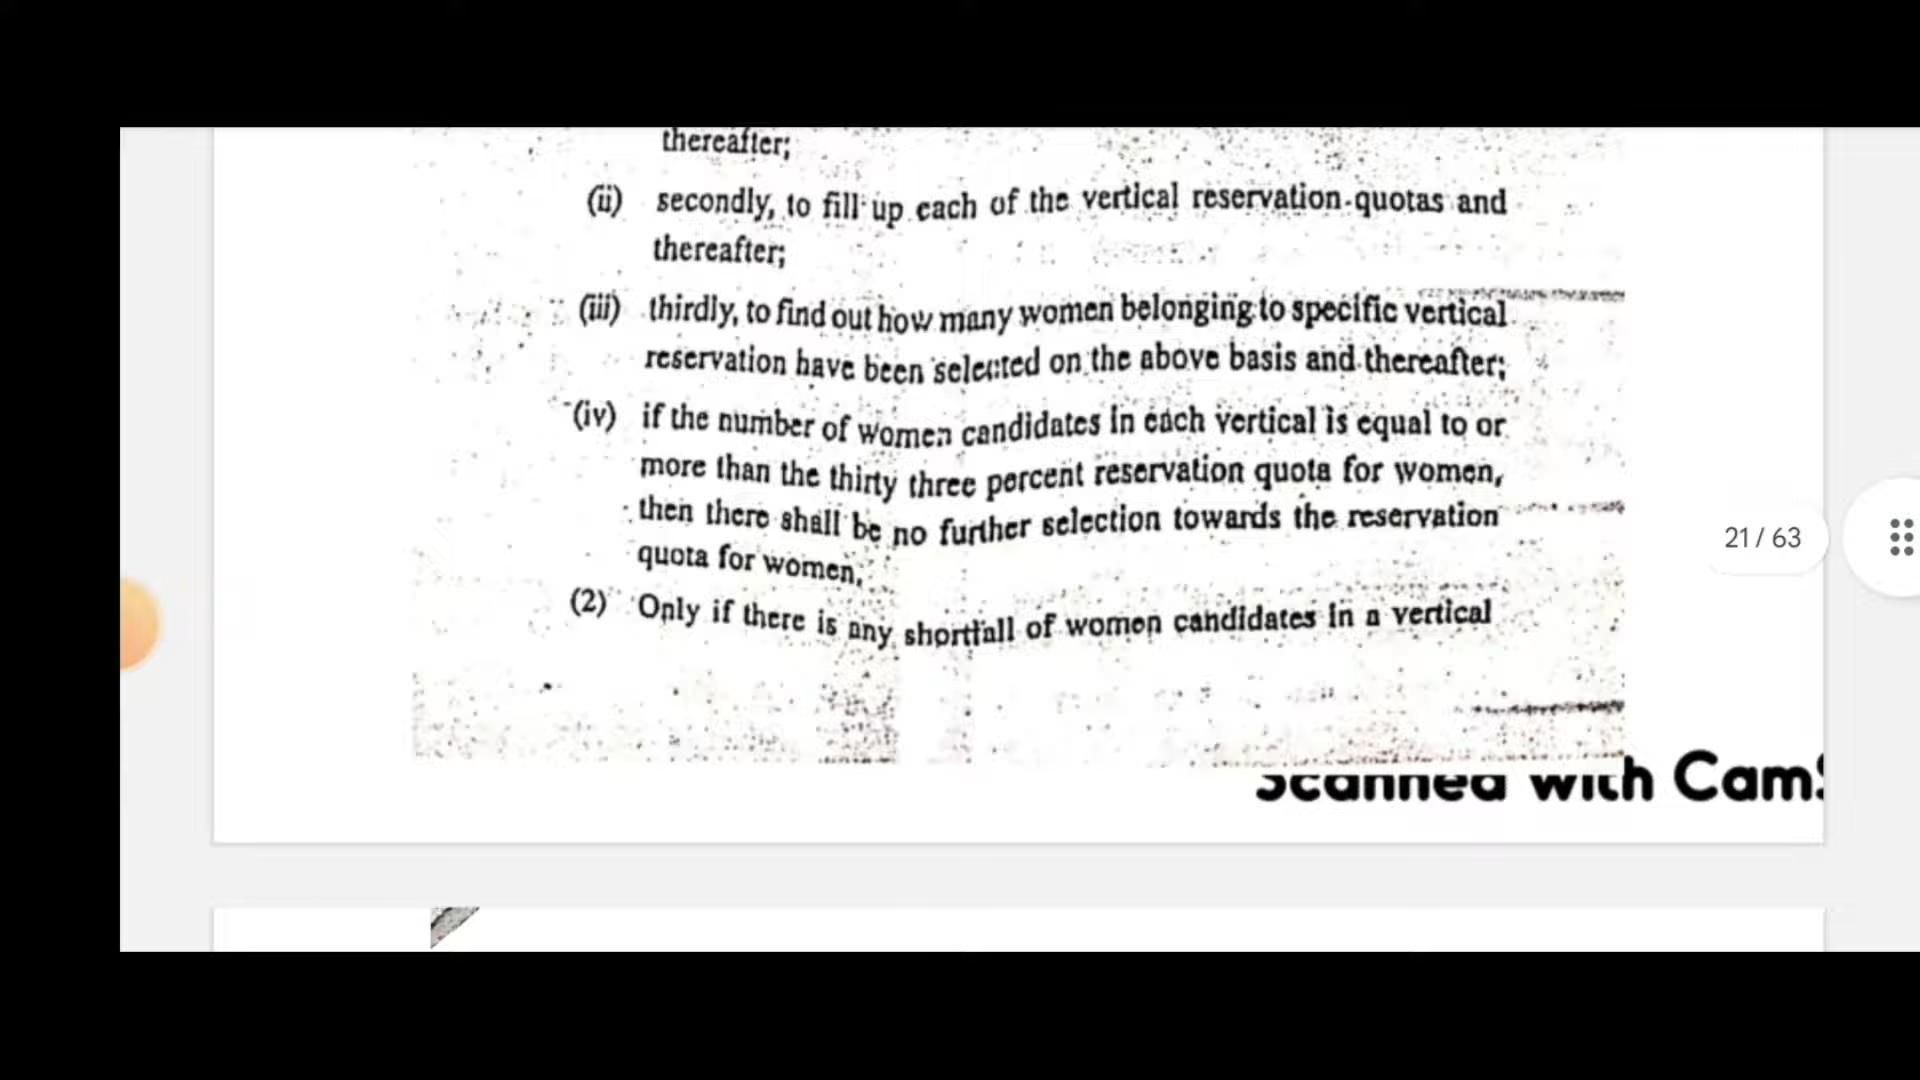 thereafter;
(ii) secondly, to fill up each of the vertical reservation quotas and
thereafter;
(iii) thirdly, to find out how many women belonging to specific vertical
reservation have been selected on the above basis and thereafter;
(iv) if the number of women candidates in each vertical is equal to or
more than the thirty three percent reservation quota for women,
then there shall be no further selection towards the reservation
quota for women.
(2) Only if there is any shortfall of women candidates in a vertical
21 / 63
Scanned with CamS